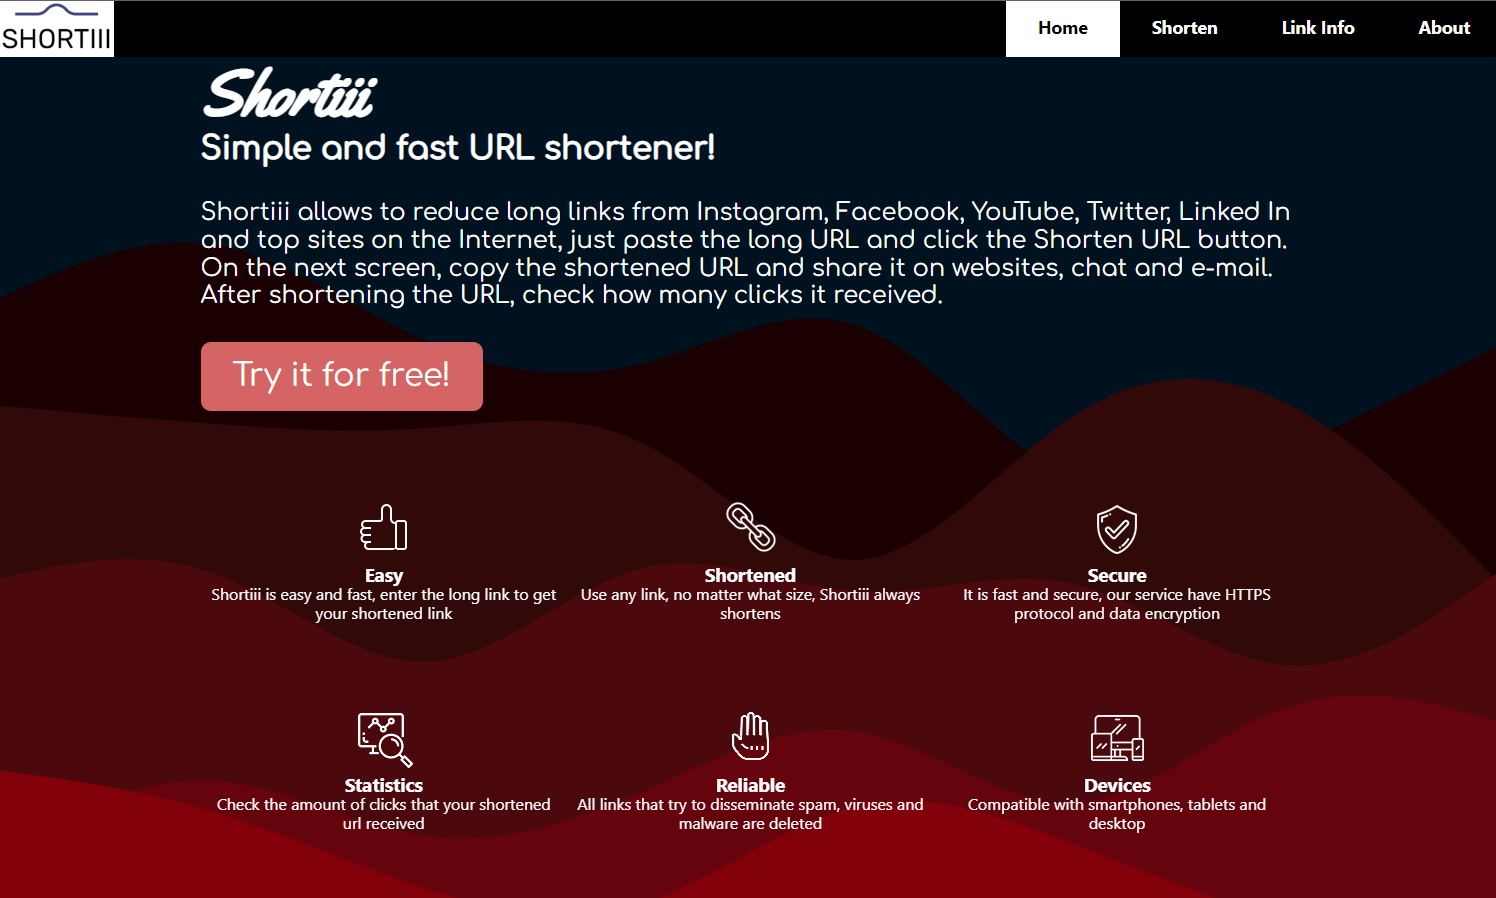 SHORTIII
Home
Shorten
Link Info
About
Shortiii
Simple and fast URL shortener!
Shortiii allows to reduce long links from Instagram, Facebook, YouTube, Twitter, Linked In
and top sites on the Internet, just paste the long URL and click the Shorten URL button.
On the next screen, copy the shortened URL and share it on websites, chat and e-mail.
After shortening the URL, check how many clicks it received.
Try it for free!
Easy
Shortiii is easy and fast, enter the long link to get
your shortened link
Shortened
Use any link, no matter what size, Shortiii always
shortens
Secure
It is fast and secure, our service have HTTPS
protocol and data encryption
Statistics
Check the amount of clicks that your shortened
url received
Reliable
All links that try to disseminate spam, viruses and
malware are deleted
Devices
Compatible with smartphones, tablets and
desktop